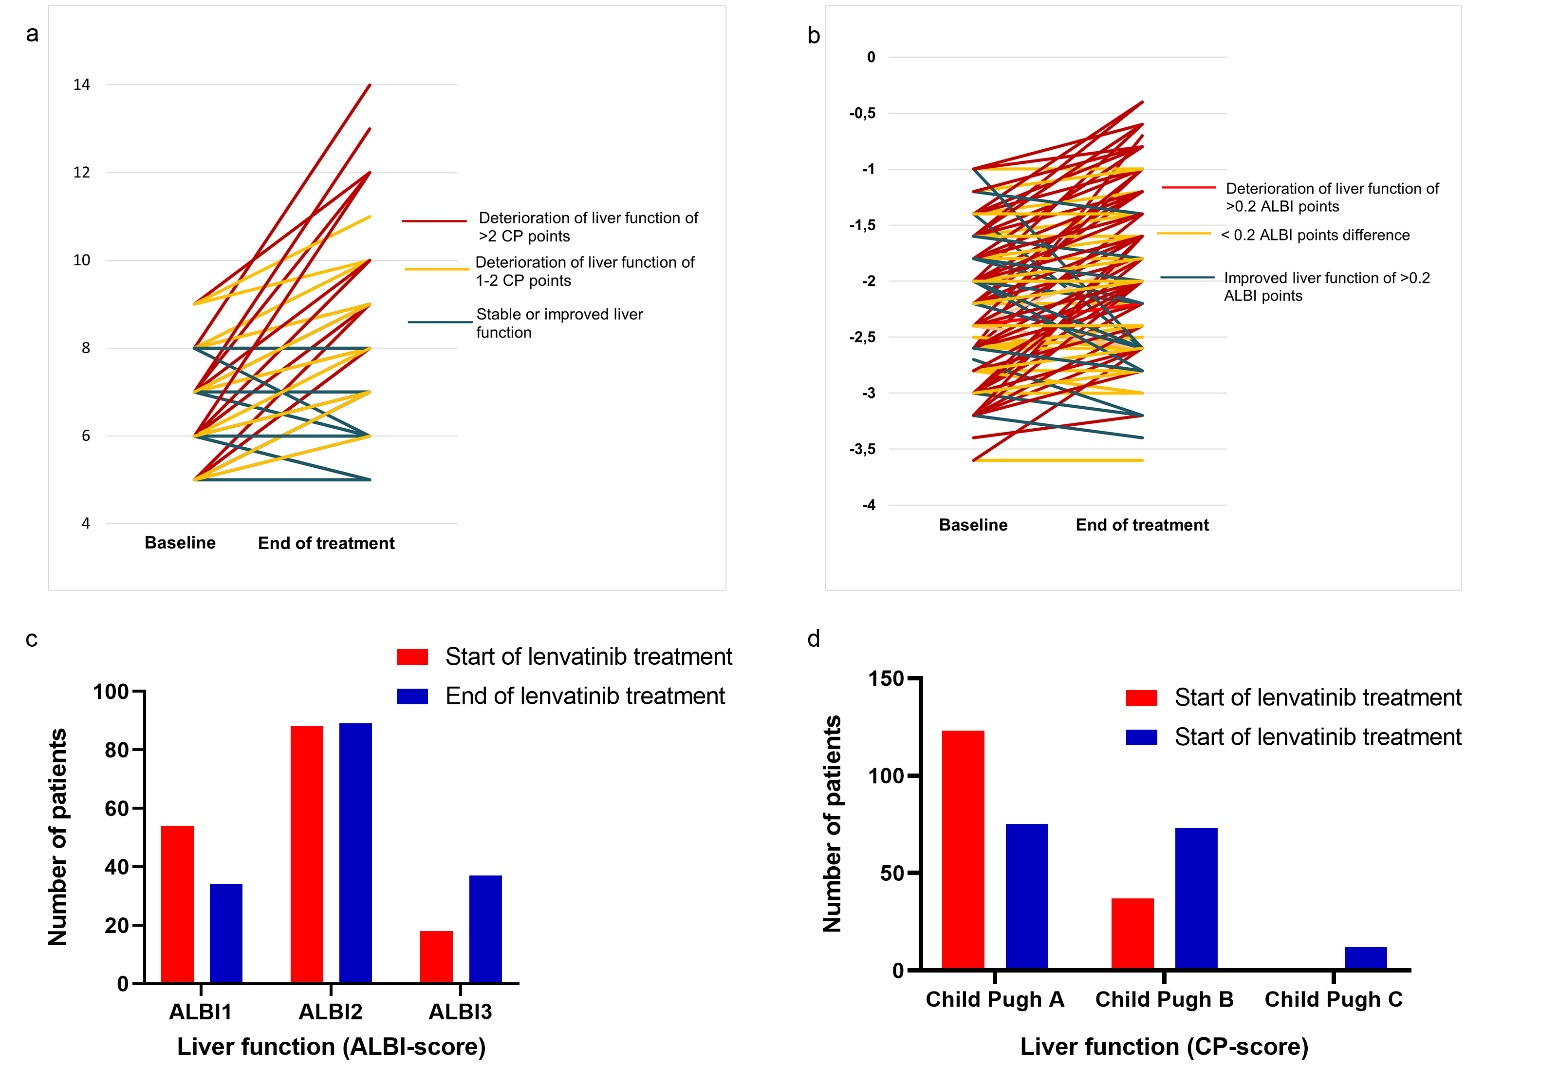 a
14
12
10
8
6
4
Baseline
End of treatment
Deterioration of liver function of
>2 CP points
Deterioration of liver function of
1-2 CP points
Stable or improved liver
function
b
0
-0,5
-1
-1,5
-2
-2,5
-3
-3,5
-4
Baseline
End of treatment
Deterioration of liver function of
>0.2 ALBI points
< 0.2 ALBI points difference
Improved liver function of >0.2
ALBI points
c
Start of lenvatinib treatment
End of lenvatinib treatment
Number of patients
100
80
60
40
20
0
ALBI1
ALBI2
ALBI3
Liver function (ALBI-score)
d
Start of lenvatinib treatment
Start of lenvatinib treatment
Number of patients
150
100
50
0
Child Pugh A
Child Pugh B
Child Pugh C
Liver function (CP-score)